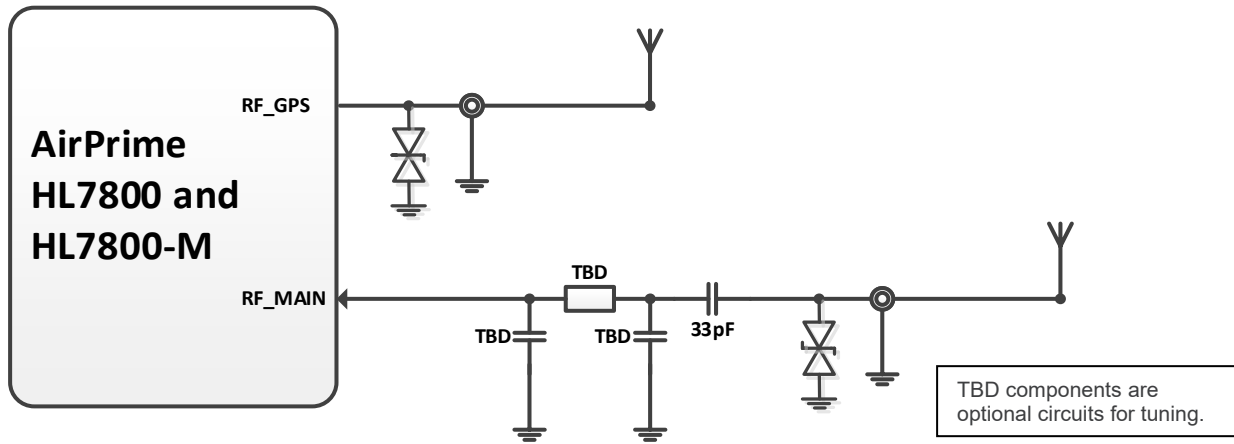 RF_GPS
AirPrime
HL7800 and
HL7800-M
RF_MAIN
TBD
TBD
TBD
33pF
TBD components are
optional circuits for tuning.